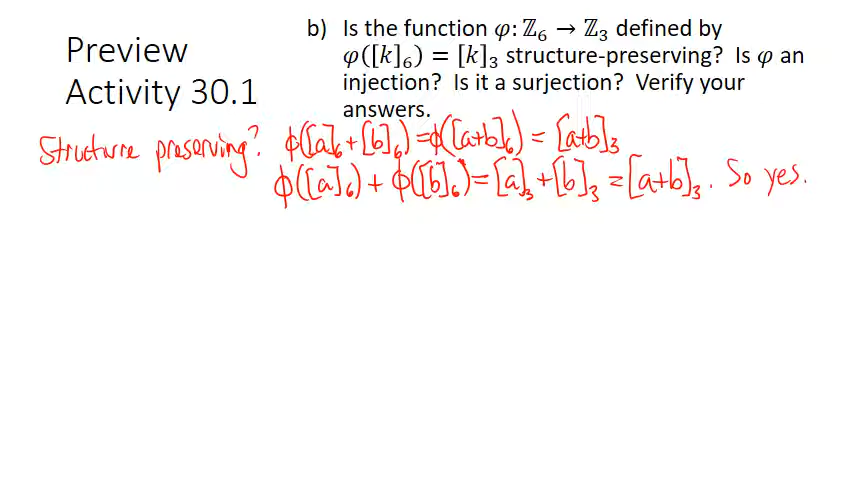 Preview
Activity 30.1
b) Is the function φ: ℤ₆ → ℤ₃ defined by
φ([k]₆) = [k]₃ structure-preserving? Is φ an
injection? Is it a surjection? Verify your
answers.
Structure preserving? ϕ([a]₆+[b]₆)=ϕ([a+b]₆)=[a+b]₃
ϕ([a]₆)+ϕ([b]₆)=[a]₃+[b]₃=[a+b]₃. So yes.